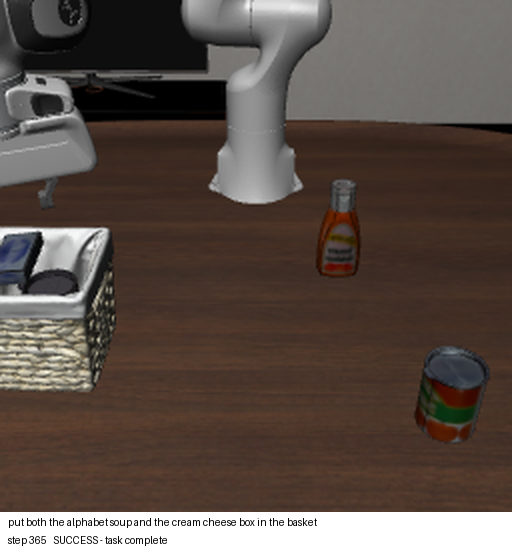 put both the alphabet soup and the cream cheese box in the basket
step 365 SUCCESS - task complete